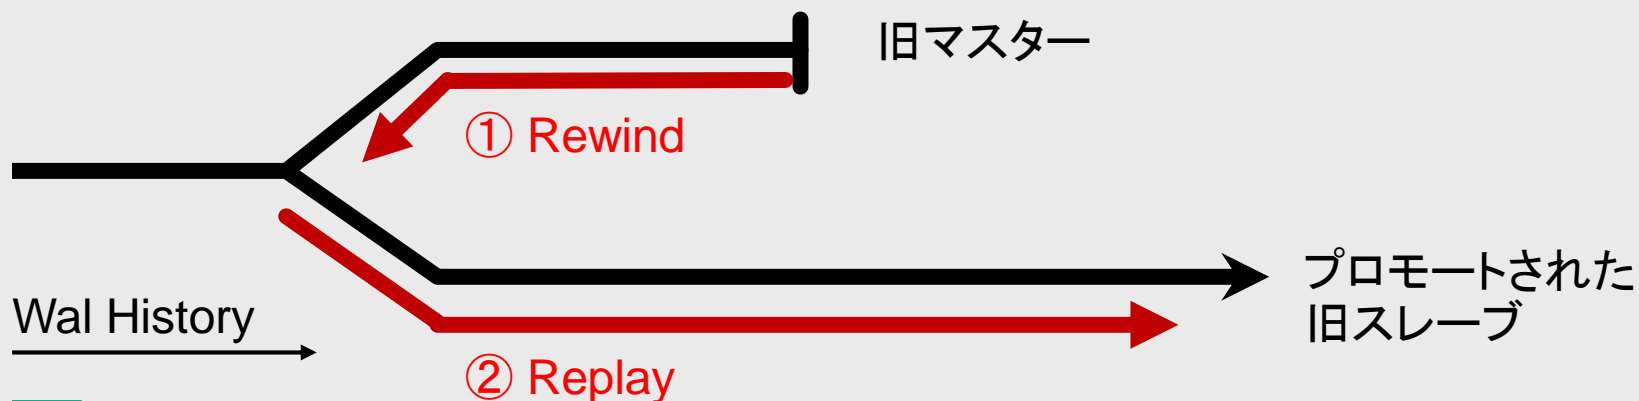 旧マスター
① Rewind
プロモートされた
旧スレーブ
Wal History
② Replay